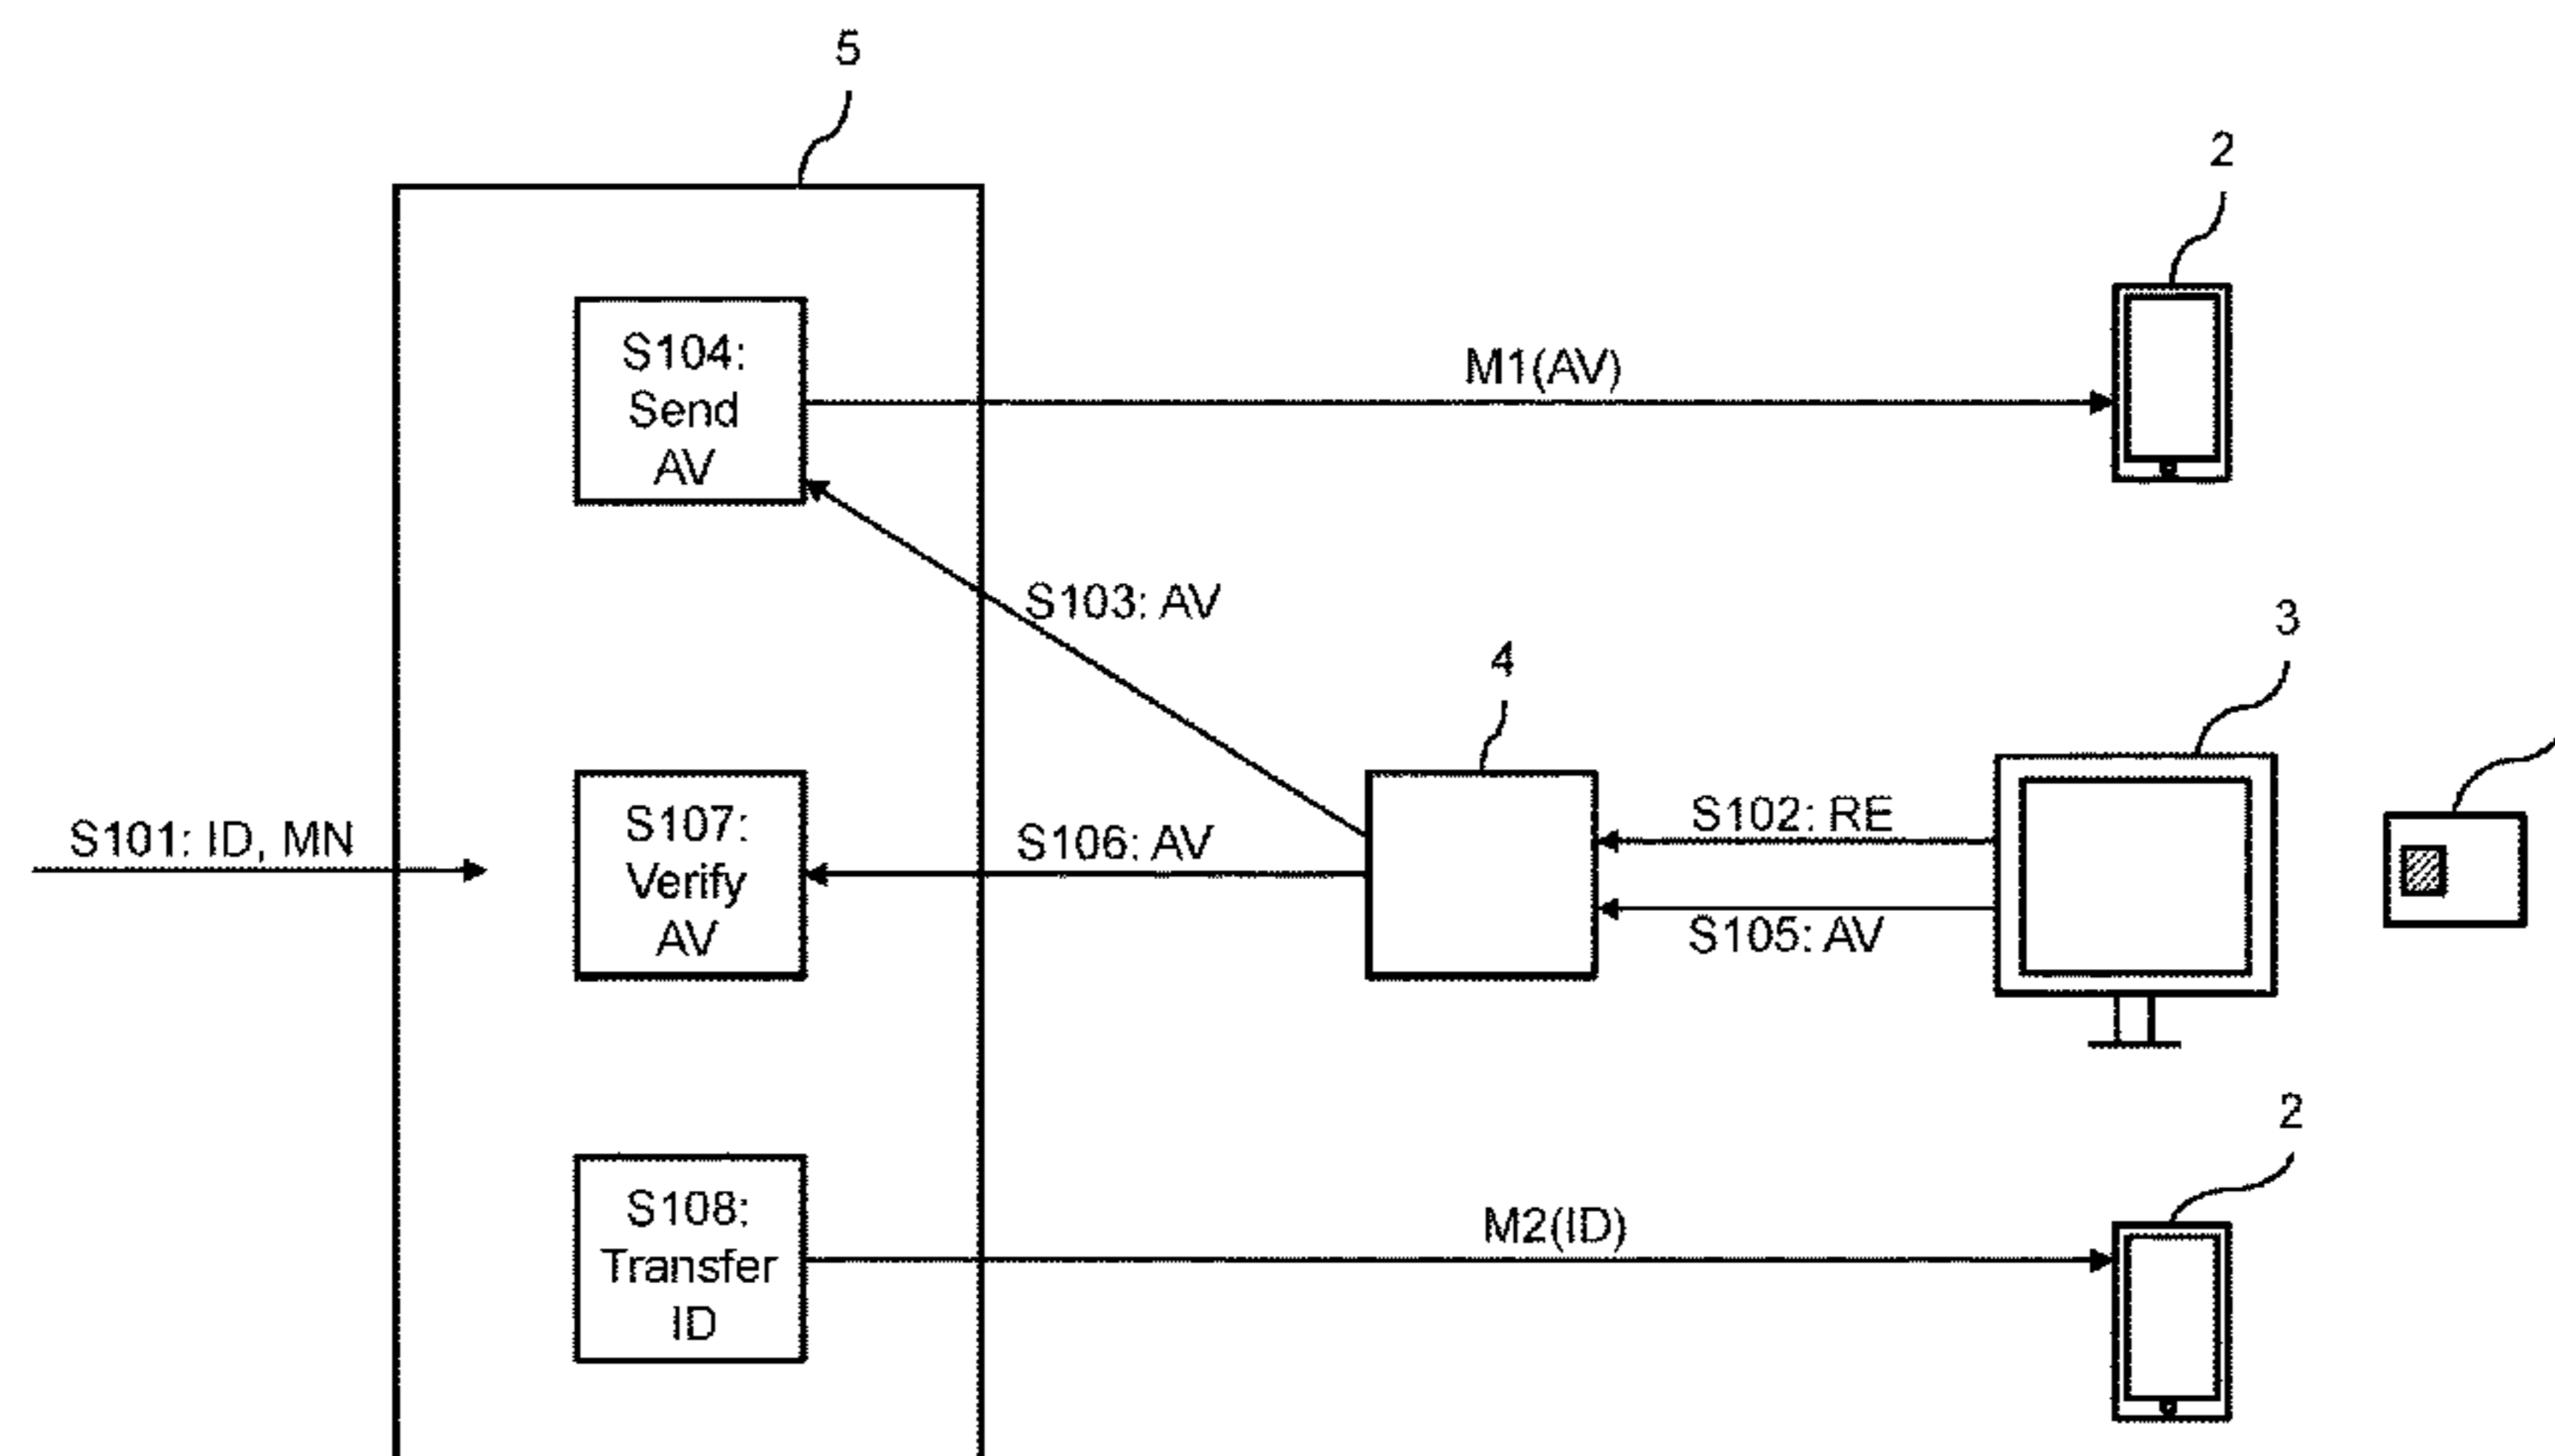 5
2
S104:
Send
AV
M1(AV)
S103: AV
3
4
S101: ID, MN
S107:
Verify
AV
S106: AV
S102: RE
S105: AV
2
S108:
Transfer
ID
M2(ID)